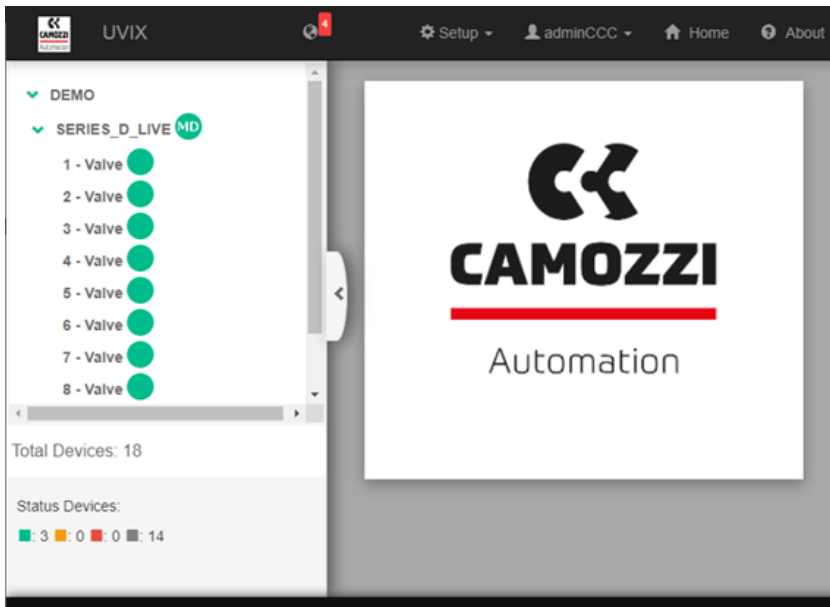 CAMOZZI
Automation
UVIX
4
Setup
adminCCC
Home
About
DEMO
SERIES_D_LIVE MD
1 - Valve
2 - Valve
3 - Valve
4 - Valve
5 - Valve
6 - Valve
7 - Valve
8 - Valve
Total Devices: 18
Status Devices:
: 3 : 0 : 0 : 14
CAMOZZI
Automation